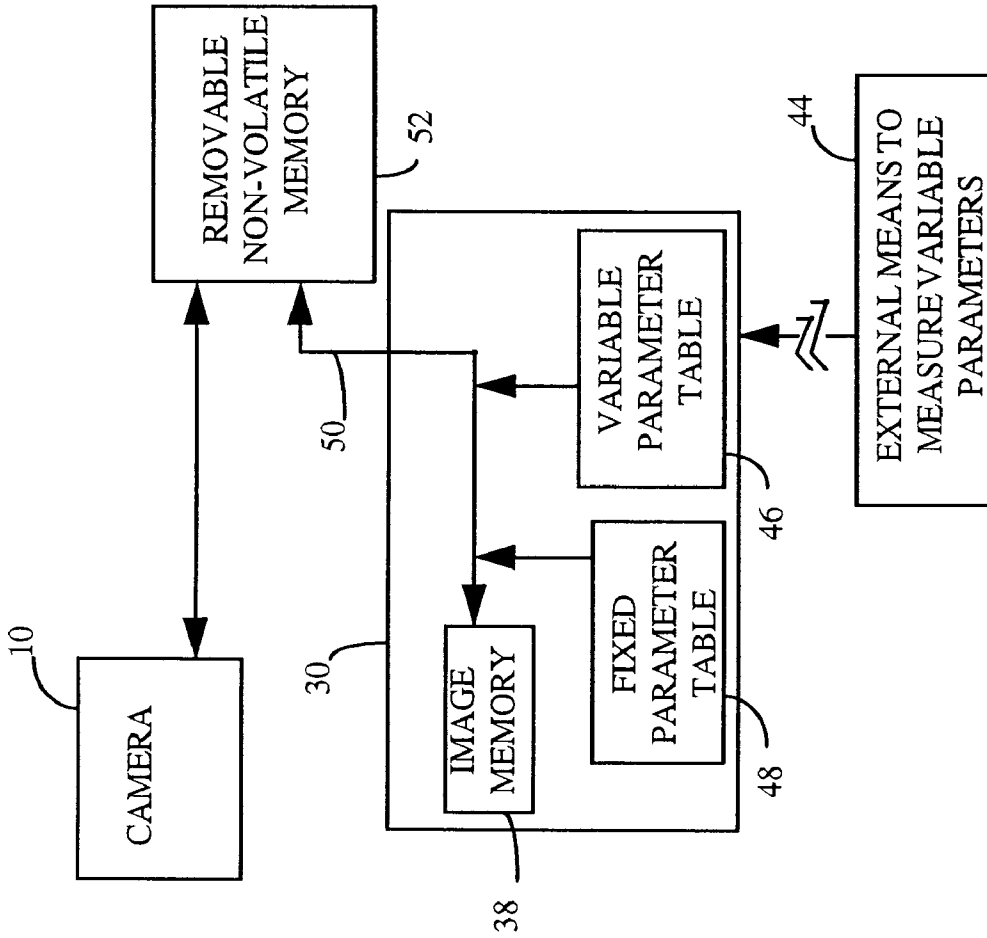 10
CAMERA
REMOVABLE
NON-VOLATILE
MEMORY
52
50
30
IMAGE
MEMORY
38
FIXED
PARAMETER
TABLE
48
VARIABLE
PARAMETER
TABLE
46
44
EXTERNAL MEANS TO
MEASURE VARIABLE
PARAMETERS